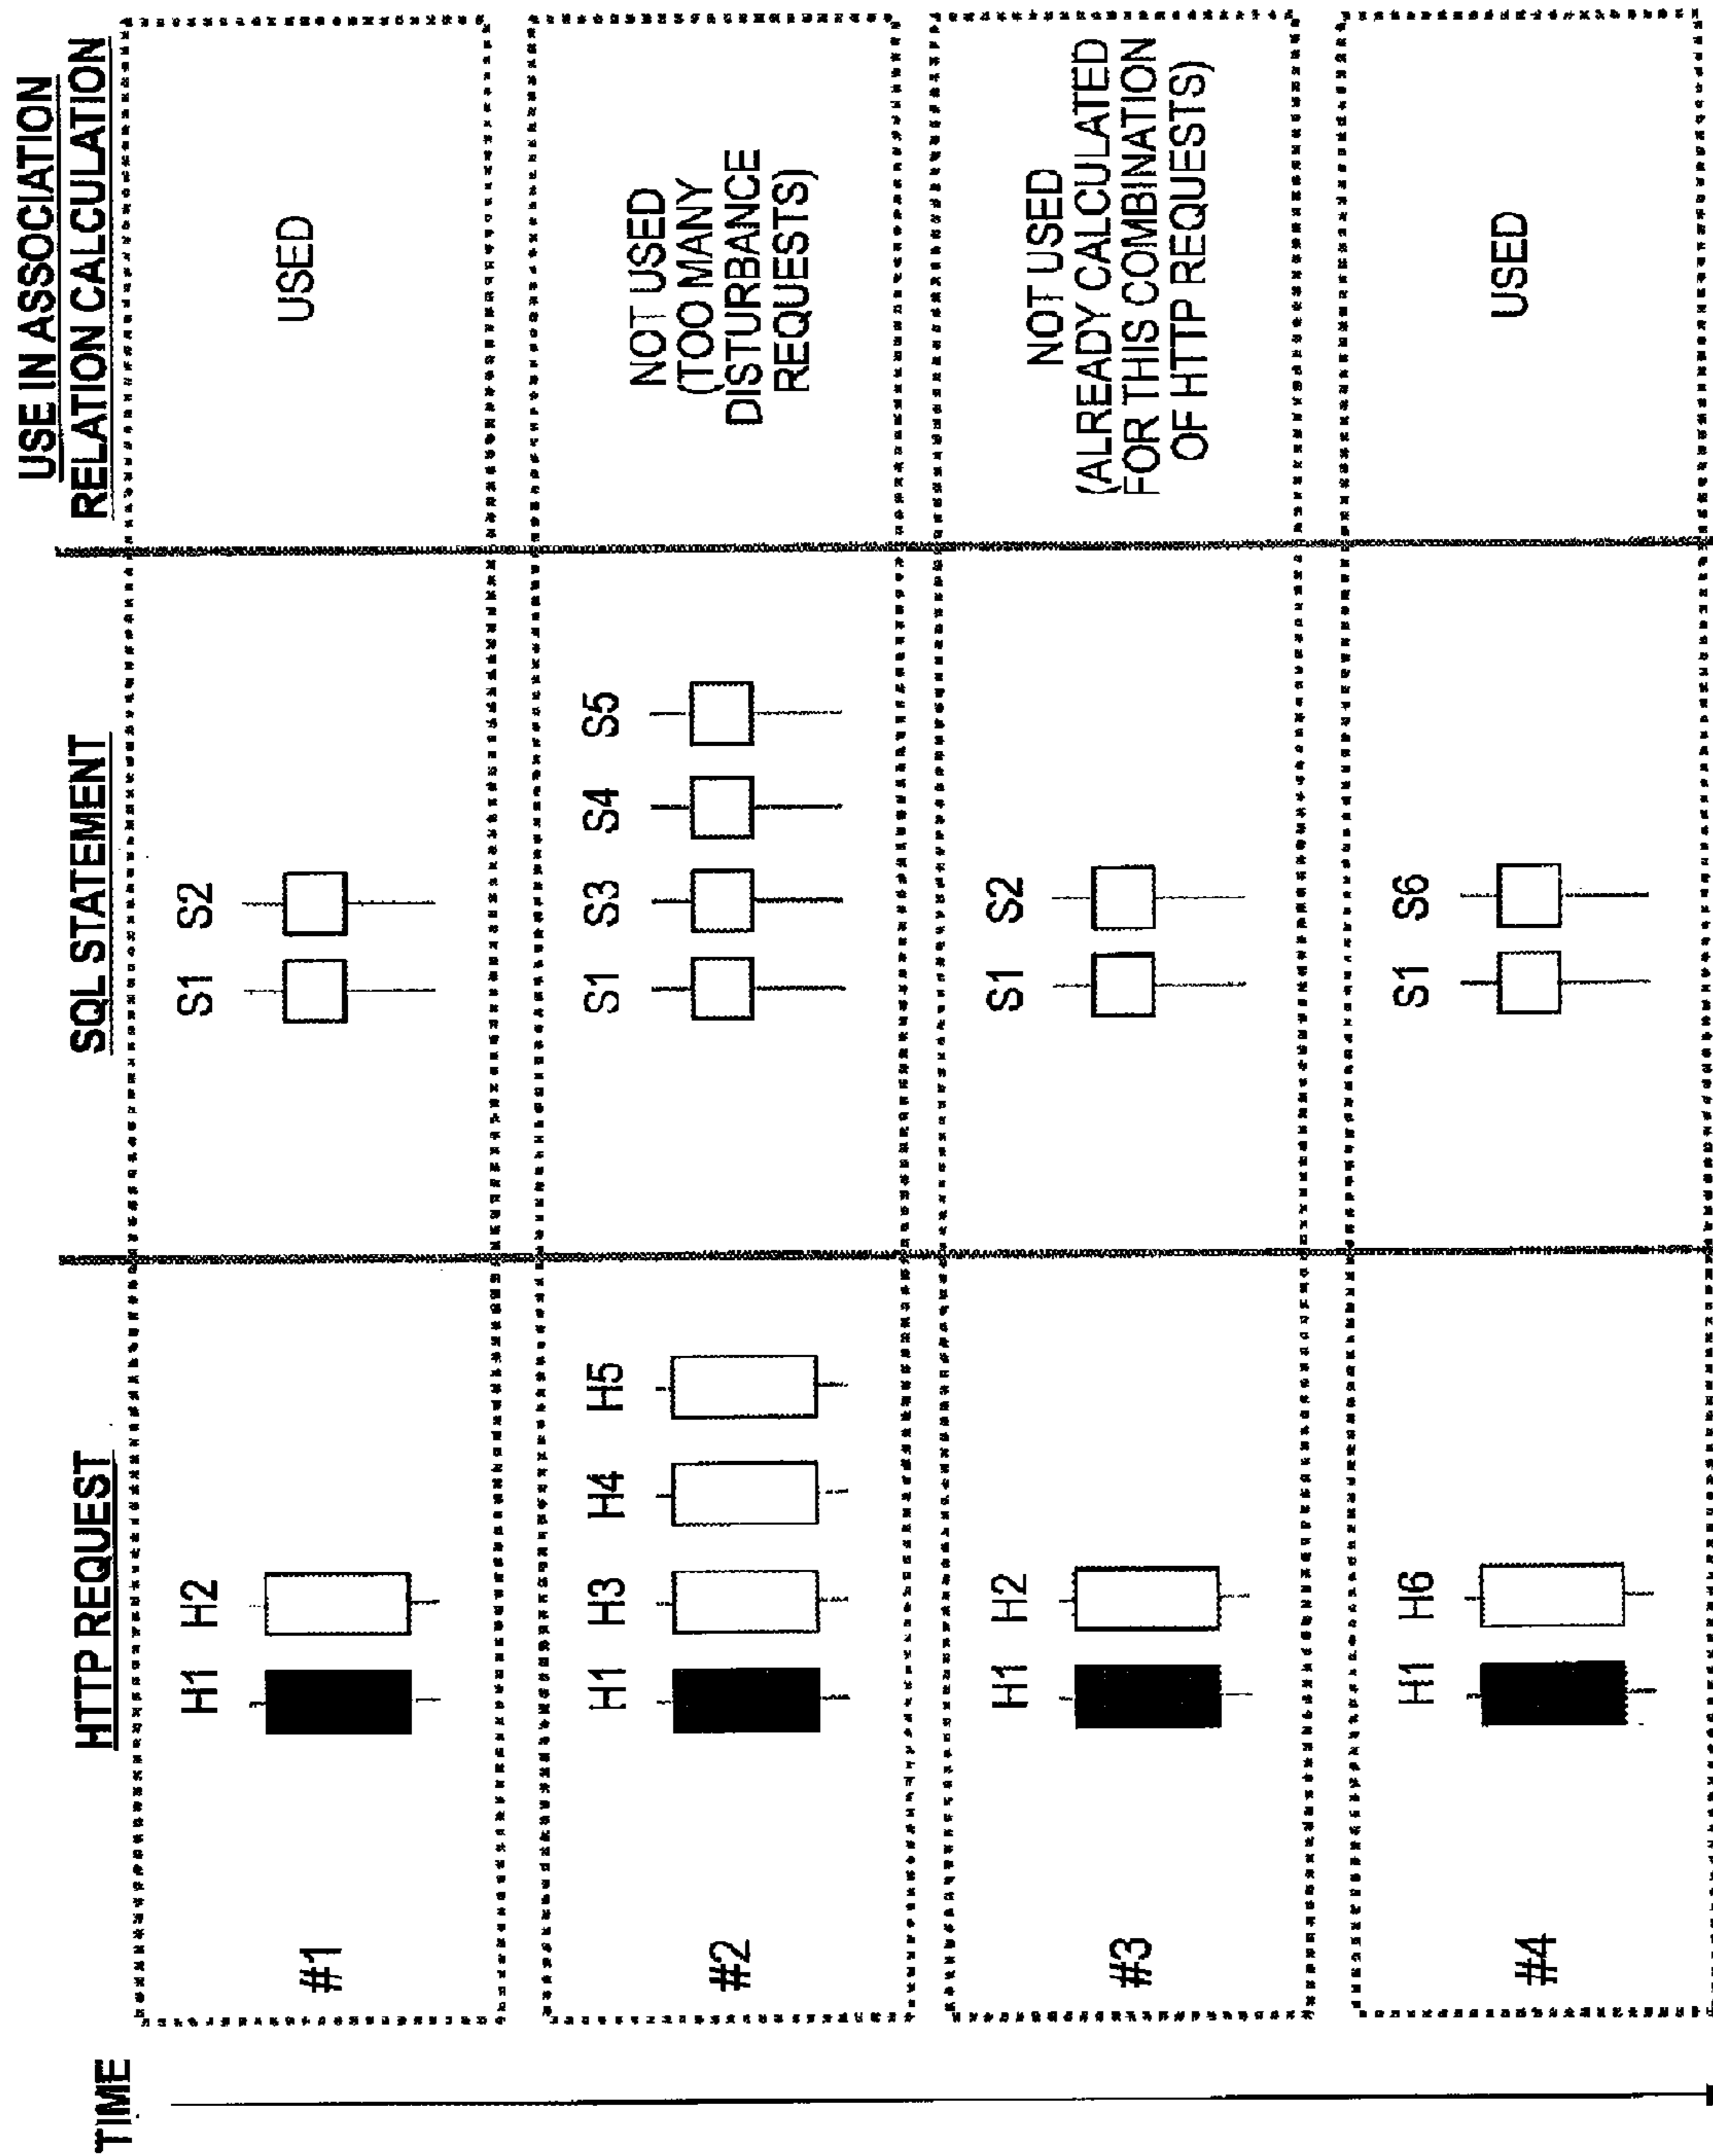 TIME
HTTP REQUEST
SQL STATEMENT
USE IN ASSOCIATION
RELATION CALCULATION
#1
H1 H2
S1 S2
USED
#2
H1 H3 H4 H5
S1 S3 S4 S5
NOT USED
(TOO MANY
DISTURBANCE
REQUESTS)
#3
H1 H2
S1 S2
NOT USED
(ALREADY CALCULATED
FOR THIS COMBINATION
OF HTTP REQUESTS)
#4
H1 H6
S1 S6
USED